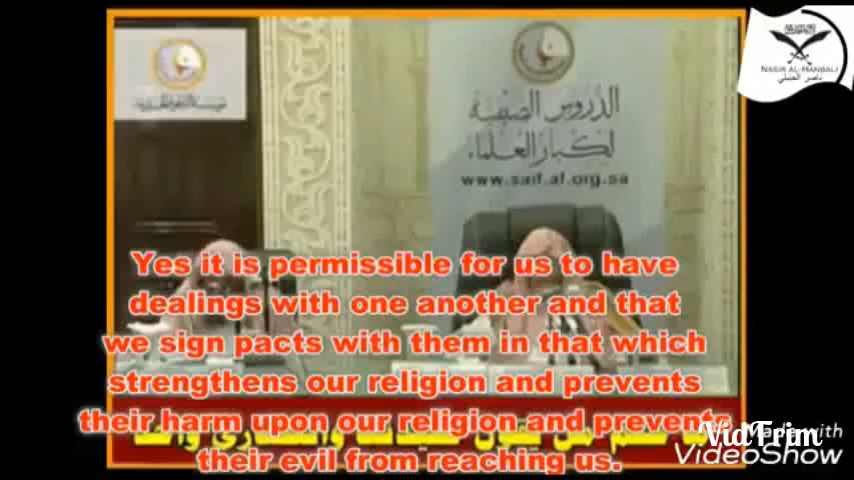 NASIR AL-HANBALI
ناصر الحنبلي
الدروس الصيفية
لكبار العلماء
www.saif.af.org.sa
Yes it is permissible for us to have
dealings with one another and that
we sign pacts with them in that which
strengthens our religion and prevents
their harm upon our religion and prevents
their evil from reaching us.
Made with
VidTrim
VideoShow